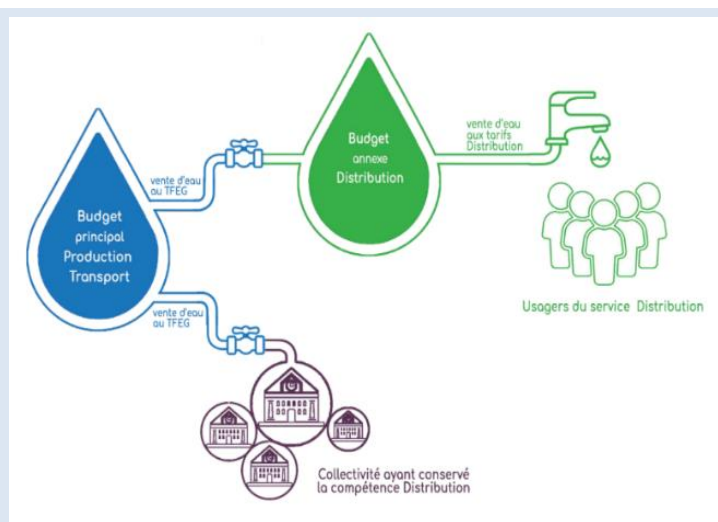 Budget
principal
Production
Transport
vente d'eau
au TFEG
Budget
annexe
Distribution
vente d'eau
aux tarifs
Distribution
Usagers du service Distribution
vente d'eau
au TFEG
Collectivité ayant conservé
la compétence Distribution